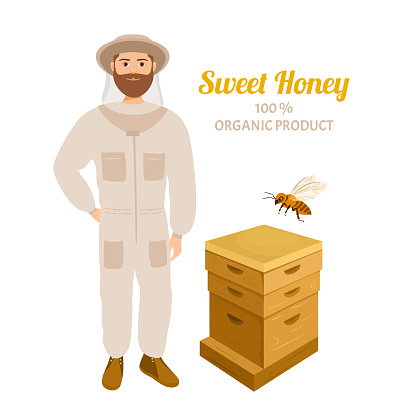 Sweet Honey
100 %
ORGANIC PRODUCT